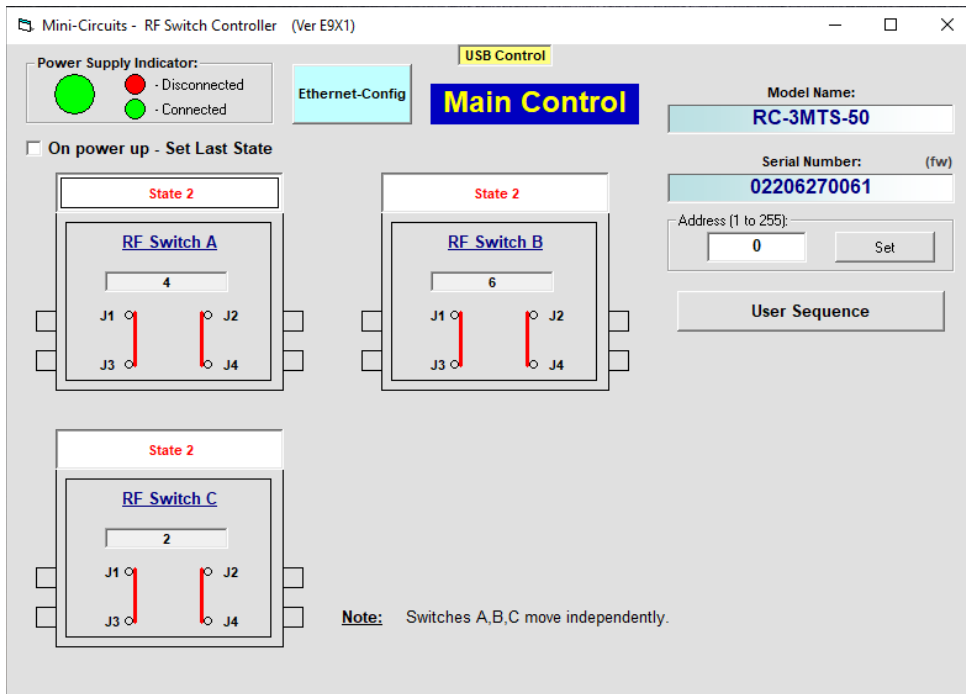 Mini-Circuits - RF Switch Controller (Ver E9X1)
USB Control
Power Supply Indicator:
- Disconnected
- Connected
Ethernet-Config
Main Control
Model Name:
RC-3MTS-50
On power up - Set Last State
Serial Number: (fw)
02206270061
Address (1 to 255):
0
Set
User Sequence
State 2
RF Switch A
4
J1 J2
J3 J4
State 2
RF Switch B
6
J1 J2
J3 J4
State 2
RF Switch C
2
J1 J2
J3 J4
Note: Switches A,B,C move independently.